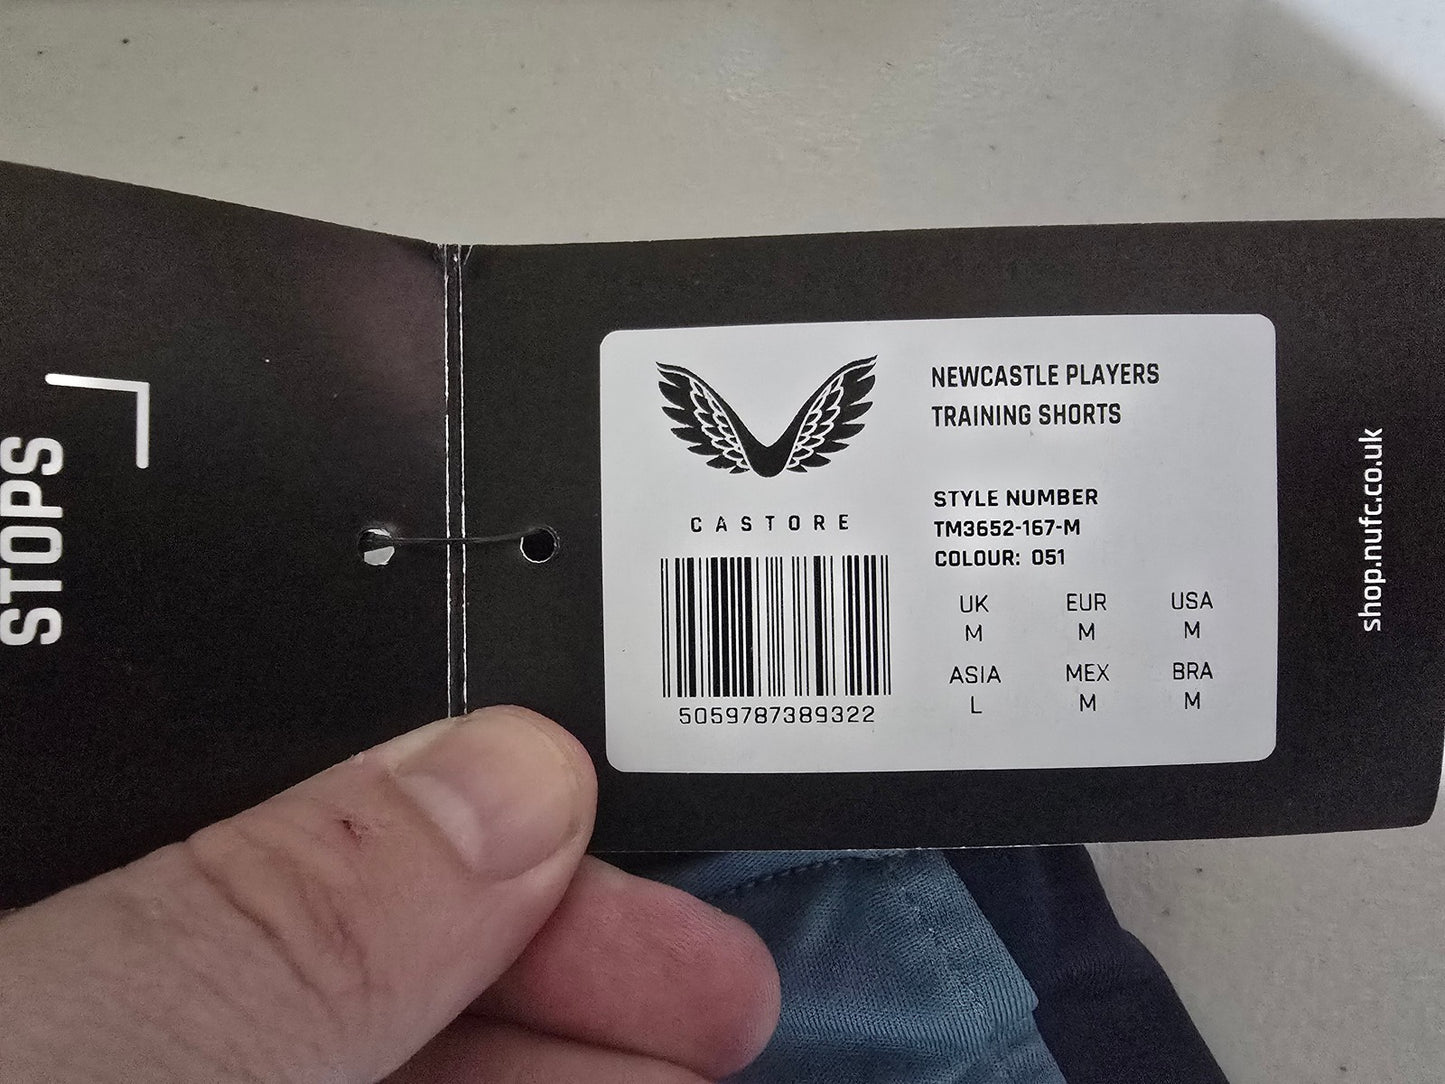 STOPS
CASTORE
5059787389322
NEWCASTLE PLAYERS
TRAINING SHORTS
STYLE NUMBER
TM3652-167-M
COLOUR: 051
UK EUR USA
M M M
ASIA MEX BRA
L M M
shop.nufc.co.uk